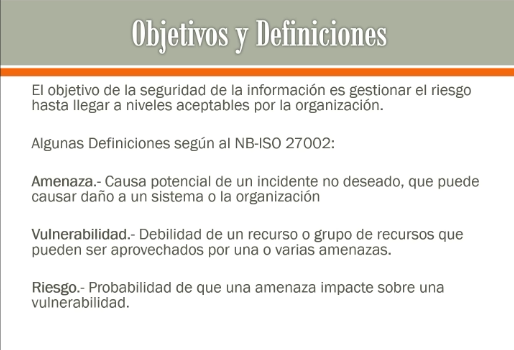 Objetivos y Definiciones
El objetivo de la seguridad de la información es gestionar el riesgo
hasta llegar a niveles aceptables por la organización.
Algunas Definiciones según al NB-ISO 27002:
Amenaza.- Causa potencial de un incidente no deseado, que puede
causar daño a un sistema o la organización
Vulnerabilidad.- Debilidad de un recurso o grupo de recursos que
pueden ser aprovechados por una o varias amenazas.
Riesgo.- Probabilidad de que una amenaza impacte sobre una
vulnerabilidad.